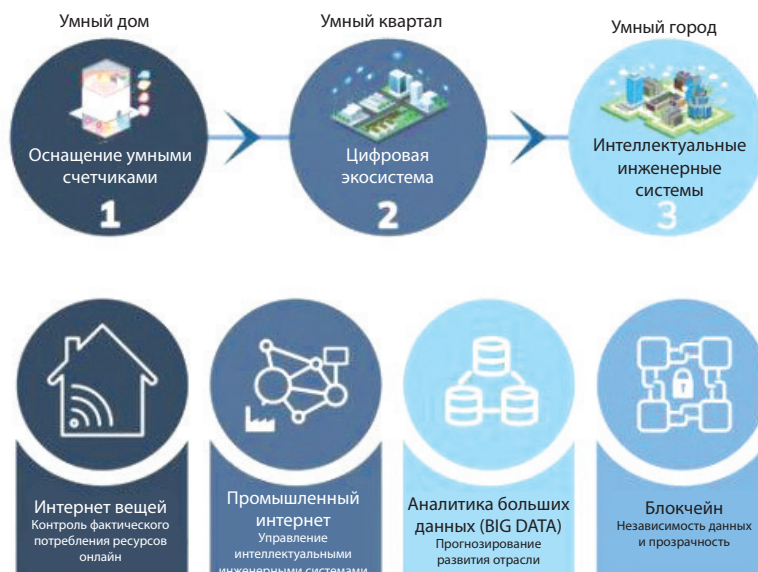 Умный дом
Умный квартал
Умный город
Оснащение умными
счетчиками
1
Цифровая
экосистема
2
Интеллектуальные
инженерные
системы
3
Интернет вещей
Контроль фактического
потребления ресурсов
онлайн
Промышленный
интернет
Управление
интеллектуальными
инженерными системами
Аналитика больших
данных (BIG DATA)
Прогнозирование
развития отрасли
Блокчейн
Независимость данных
и прозрачность